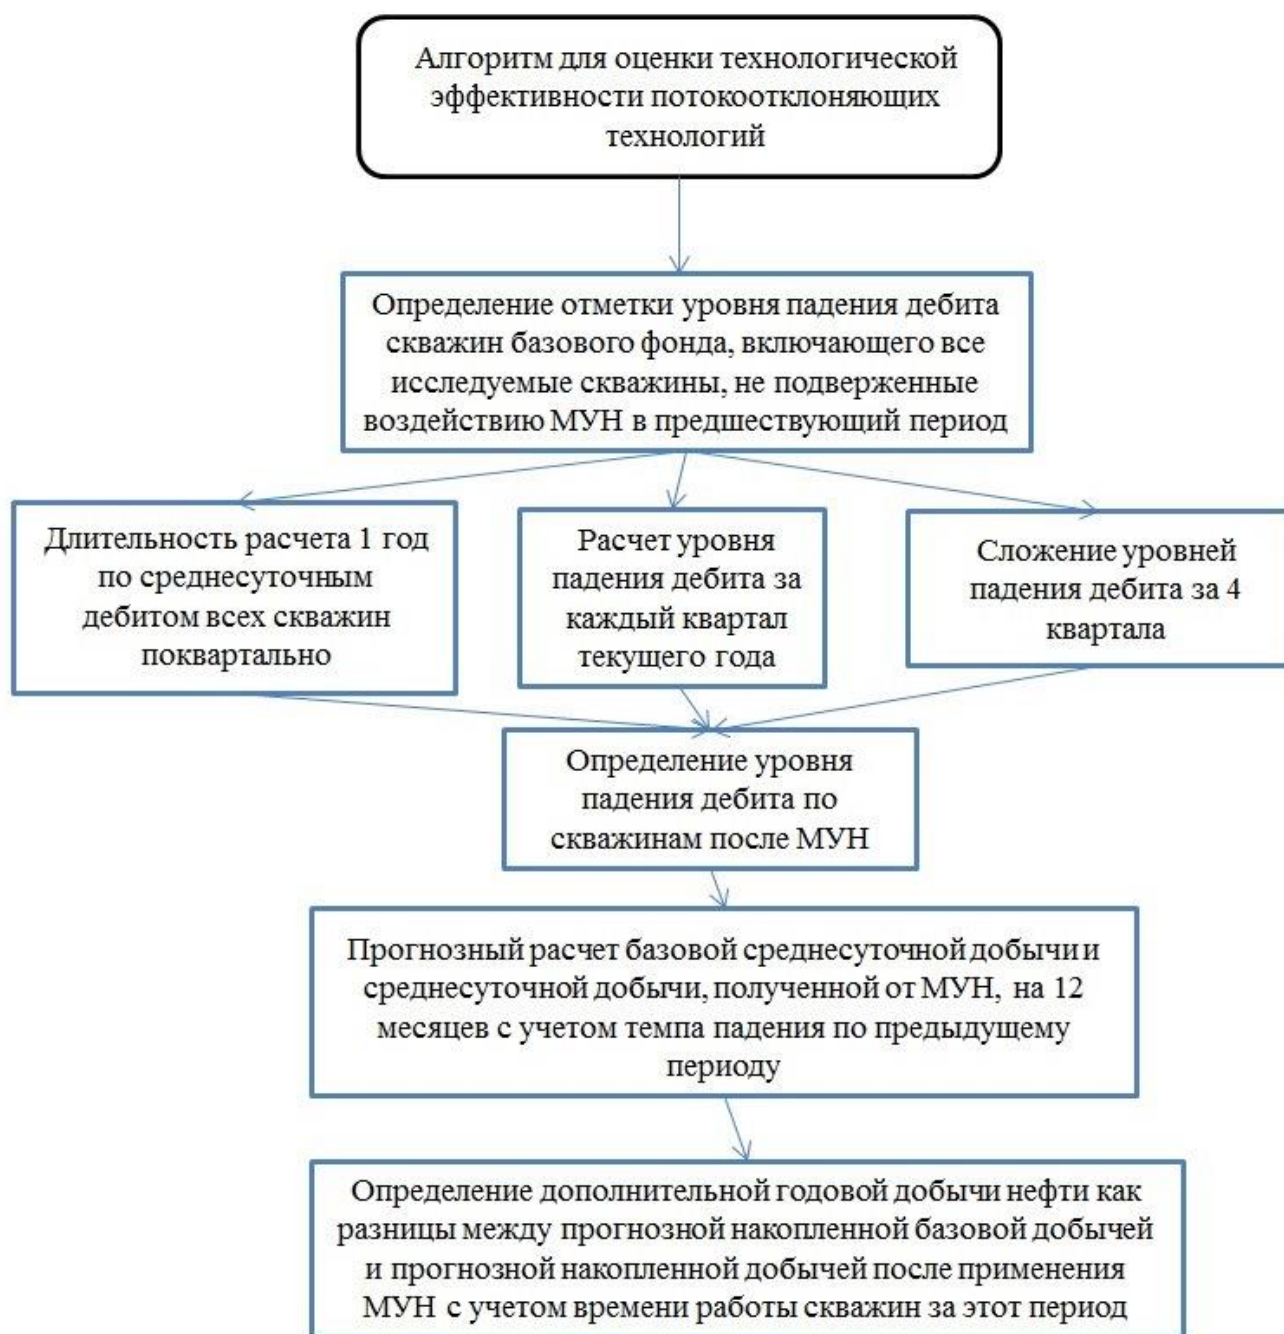 Алгоритм для оценки технологической
эффективности потокоотклоняющих
технологий
Определение отметки уровня падения дебита
скважин базового фонда, включающего все
исследуемые скважины, не подверженные
воздействию МУН в предшествующий период
Длительность расчета 1 год
по среднесуточным
дебитом всех скважин
поквартально
Расчет уровня
падения дебита за
каждый квартал
текущего года
Сложение уровней
падения дебита за 4
квартала
Определение уровня
падения дебита по
скважинам после МУН
Прогнозный расчет базовой среднесуточной добычи и
среднесуточной добычи, полученной от МУН, на 12
месяцев с учетом темпа падения по предыдущему
периоду
Определение дополнительной годовой добычи нефти как
разницы между прогнозной накопленной базовой добычей
и прогнозной накопленной добычей после применения
МУН с учетом времени работы скважин за этот период